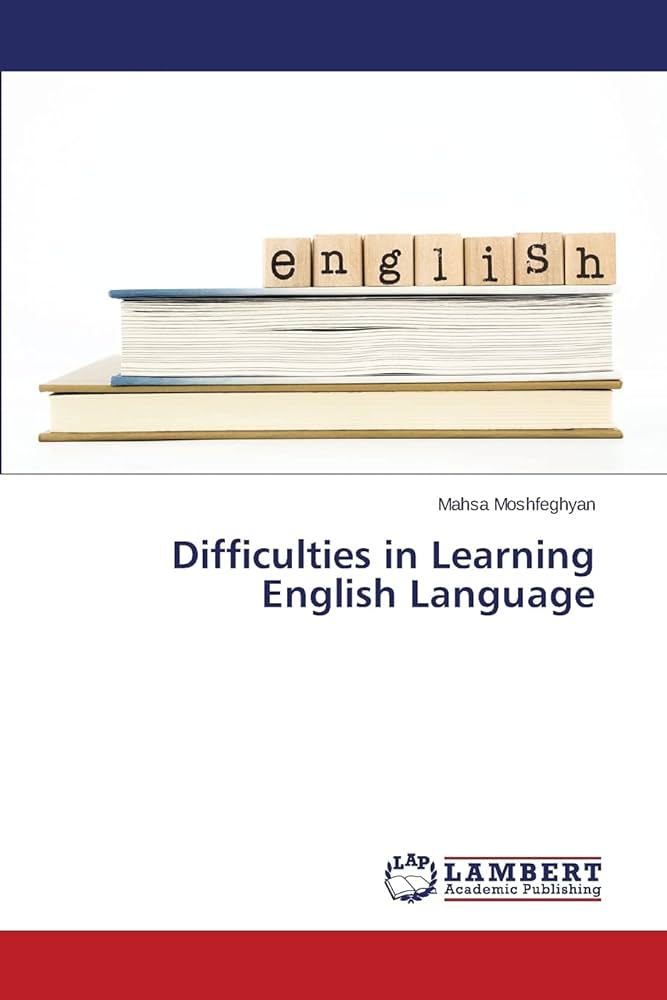 english
Mahsa Moshfeghyan
Difficulties in Learning
English Language
LAP
LAMBERT
Academic Publishing